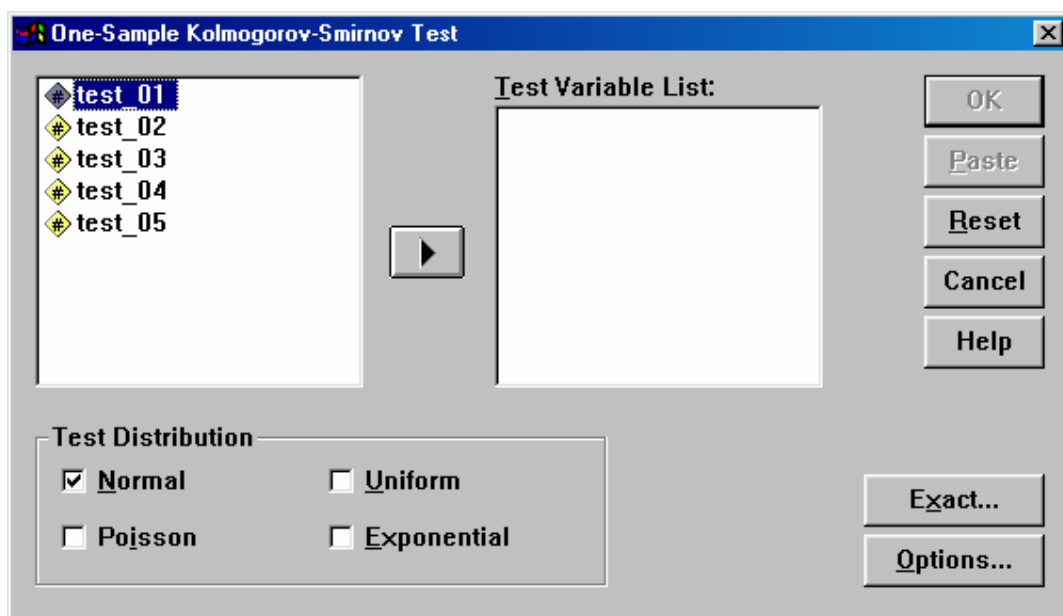 One-Sample Kolmogorov-Smirnov Test
test_01
test_02
test_03
test_04
test_05
Test Variable List:
OK
Paste
Reset
Cancel
Help
Test Distribution
Normal
Uniform
Poisson
Exponential
Exact...
Options...